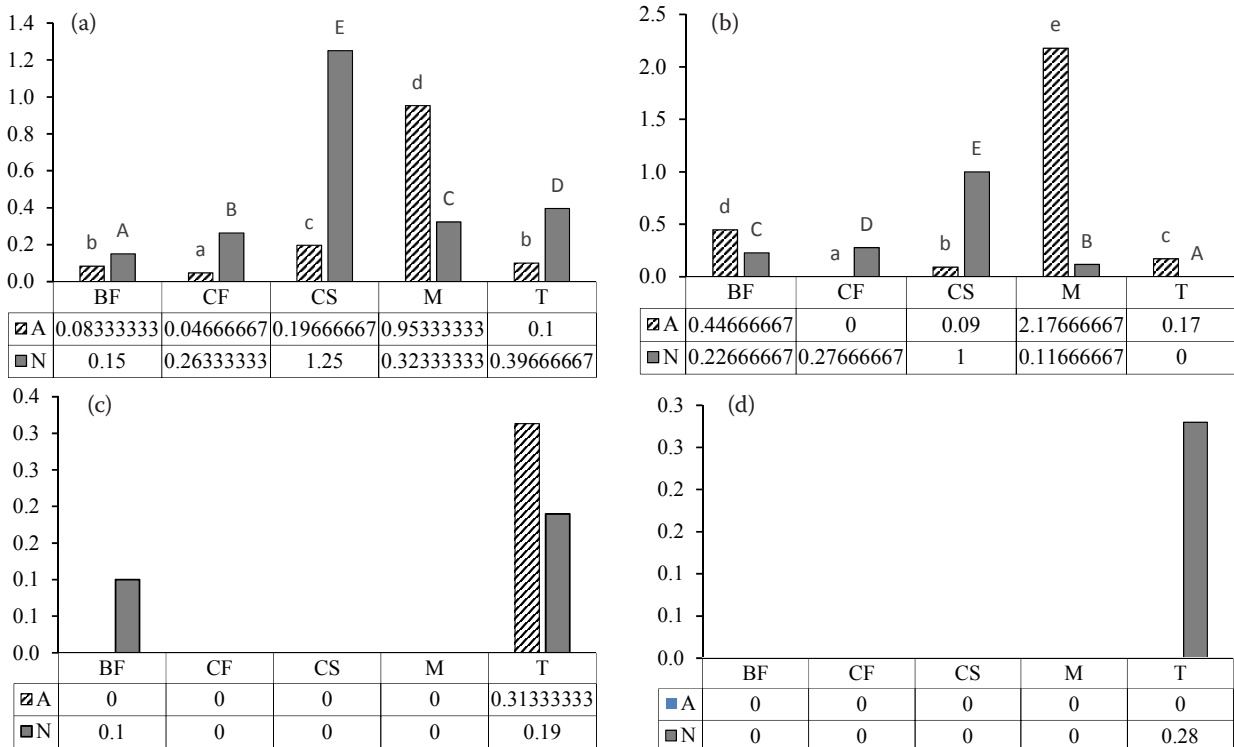 (a)
1.4
1.2
1.0
0.8
0.6
0.4
0.2
0.0
b A a B c E d C b D
BF CF CS M T
A 0.08333333 0.04666667 0.19666667 0.95333333 0.1
N 0.15 0.26333333 1.25 0.32333333 0.39666667
(b)
2.5
2.0
1.5
1.0
0.5
0.0
d C a D b E e B c A
BF CF CS M T
A 0.44666667 0 0.09 2.17666667 0.17
N 0.22666667 0.27666667 1 0.11666667 0
(c)
0.4
0.3
0.3
0.2
0.2
0.1
0.1
0.0
BF CF CS M T
A 0 0 0 0 0.31333333
N 0.1 0 0 0 0.19
(d)
0.3
0.3
0.2
0.2
0.1
0.1
0.0
BF CF CS M T
A 0 0 0 0 0
N 0 0 0 0 0.28